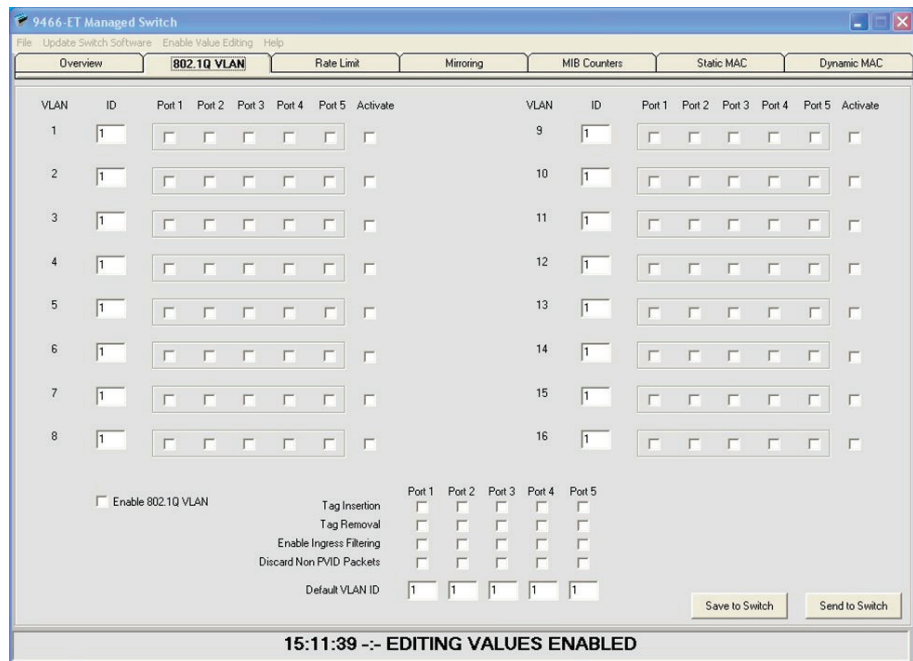 9466-ET Managed Switch
File Update Switch Software Enable Value Editing Help
Overview 802.1Q VLAN Rate Limit Mirroring MIB Counters Static MAC Dynamic MAC
VLAN ID Port 1 Port 2 Port 3 Port 4 Port 5 Activate VLAN ID Port 1 Port 2 Port 3 Port 4 Port 5 Activate
1 1 9 1
2 1 10 1
3 1 11 1
4 1 12 1
5 1 13 1
6 1 14 1
7 1 15 1
8 1 16 1
Port 1 Port 2 Port 3 Port 4 Port 5
Enable 802.1Q VLAN
Tag Insertion
Tag Removal
Enable Ingress Filtering
Discard Non PVID Packets
Default VLAN ID 1 1 1 1 1
Save to Switch Send to Switch
15:11:39 -:- EDITING VALUES ENABLED